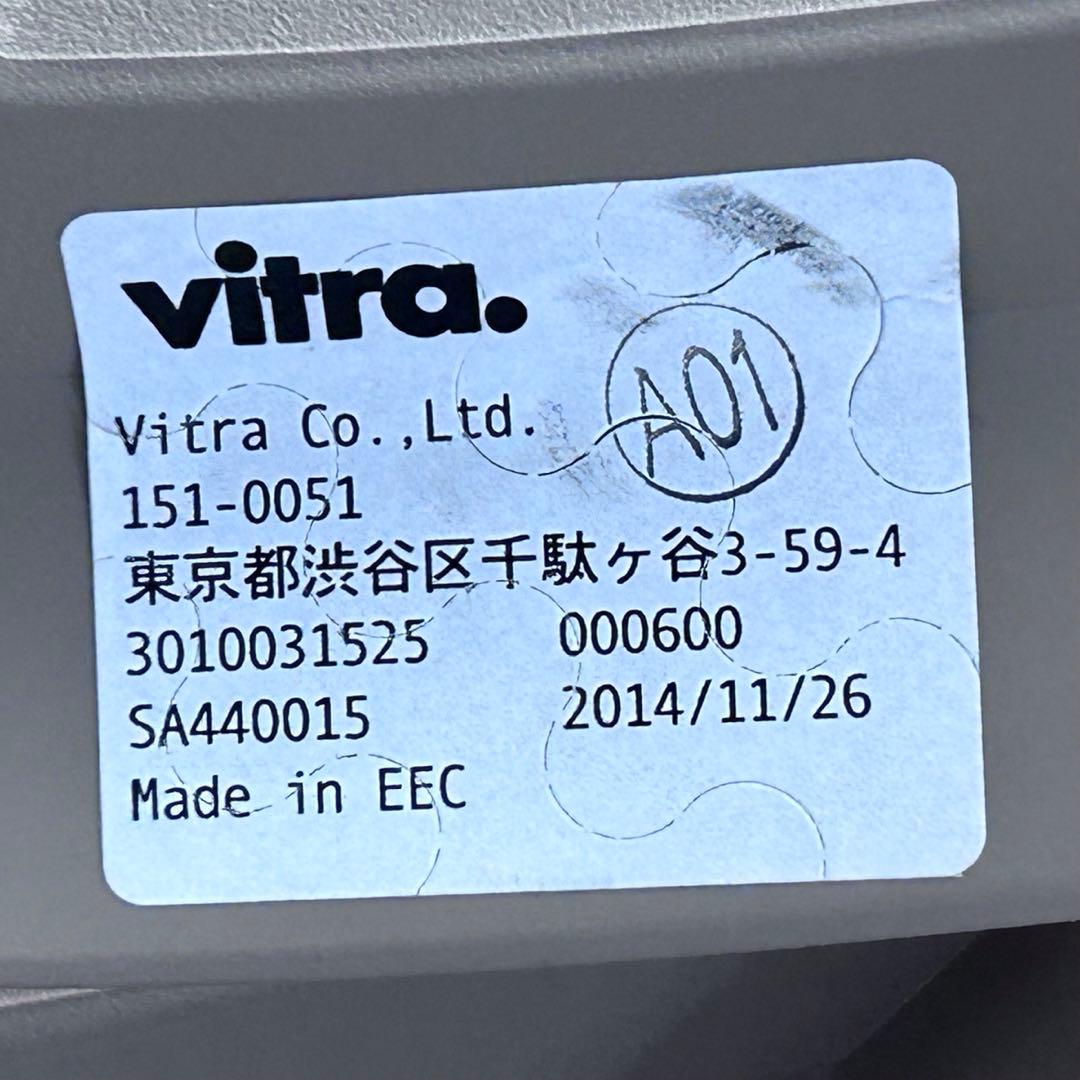 vitra.
A01
Vitra Co.,Ltd.
151-0051
東京都渋谷区千駄ヶ谷3-59-4
3010031525 000600
SA440015 2014/11/26
Made in EEC